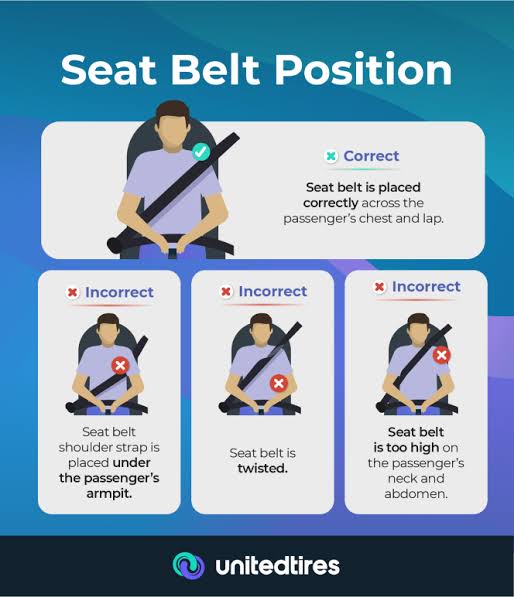 Seat Belt Position
Correct
Seat belt is placed
correctly across the
passenger's chest and lap.
Incorrect
Seat belt
shoulder strap is
placed under
the passenger's
armpit.
Incorrect
Seat belt is
twisted.
Incorrect
Seat belt
is too high on
the passenger's
neck and
abdomen.
unitedtires